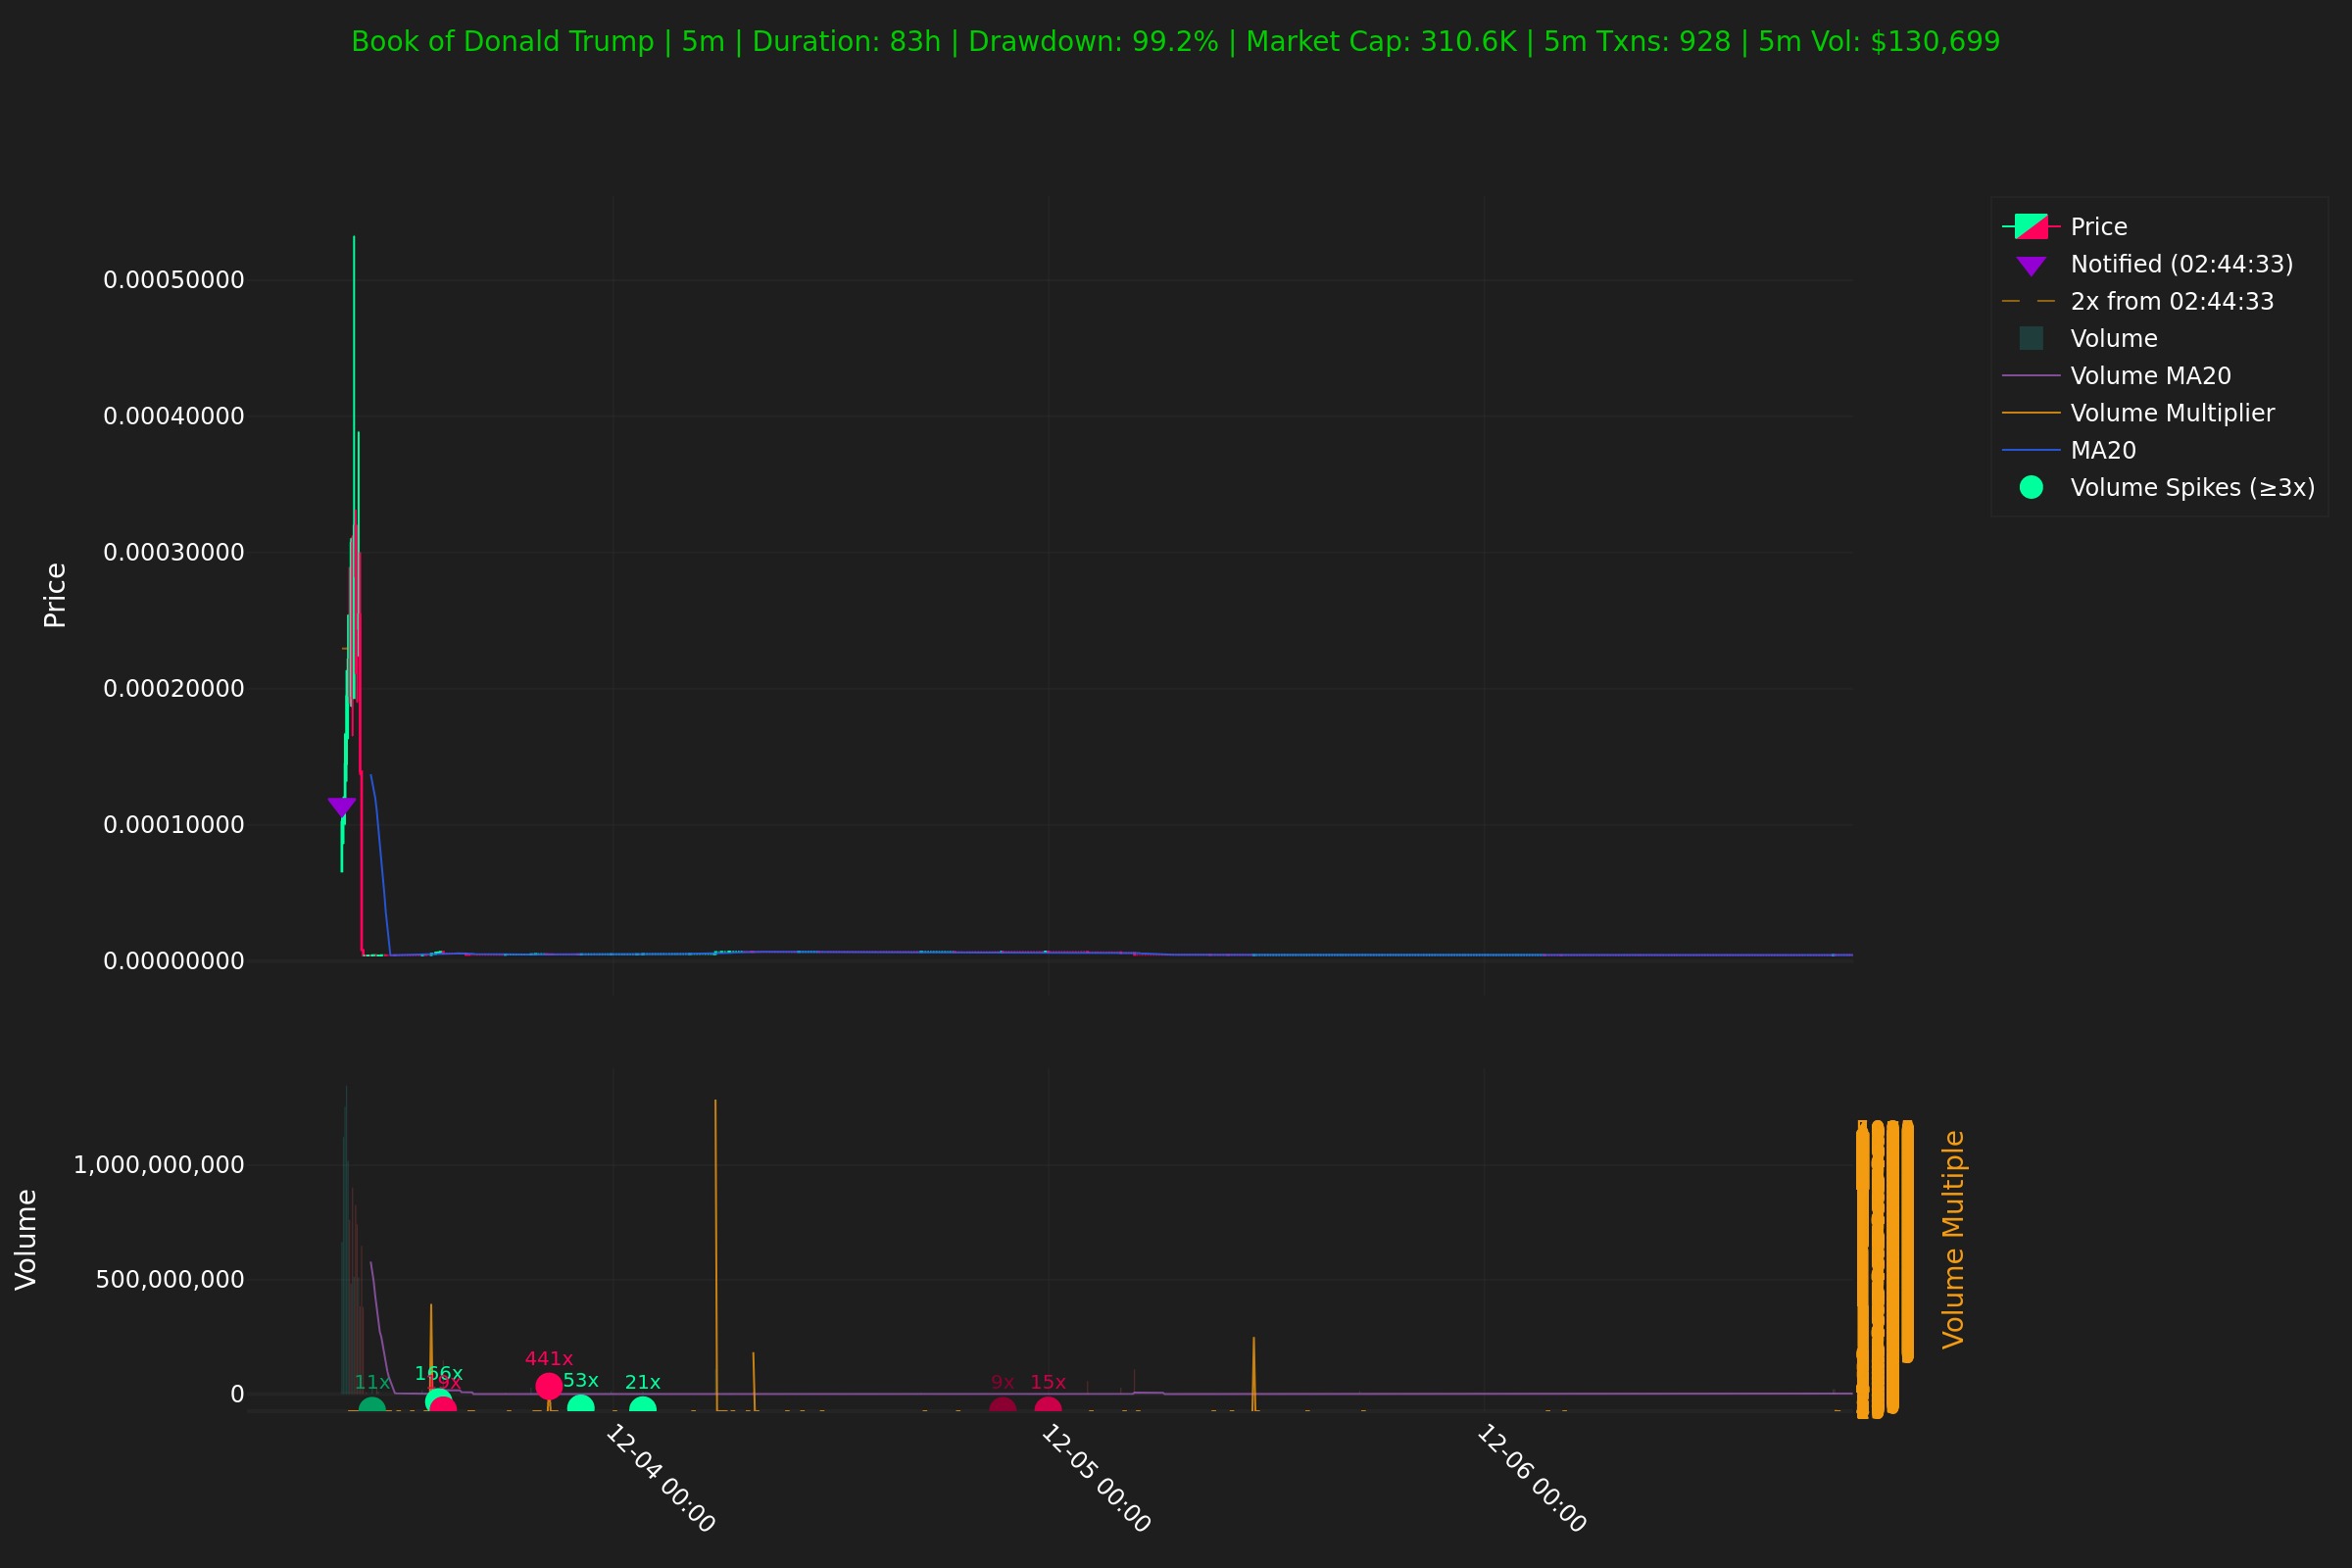 Book of Donald Trump | 5m | Duration: 83h | Drawdown: 99.2% | Market Cap: 310.6K | 5m Txns: 928 | 5m Vol: $130,699
Price
Notified (02:44:33)
2x from 02:44:33
Volume
Volume MA20
Volume Multiplier
MA20
Volume Spikes (≥3x)
Price
0.00050000
0.00040000
0.00030000
0.00020000
0.00010000
0.00000000
Volume
1,000,000,000
500,000,000
0
11x
166x
9x
441x
53x
21x
9x
15x
Volume Multiple
12-04 00:00
12-05 00:00
12-06 00:00